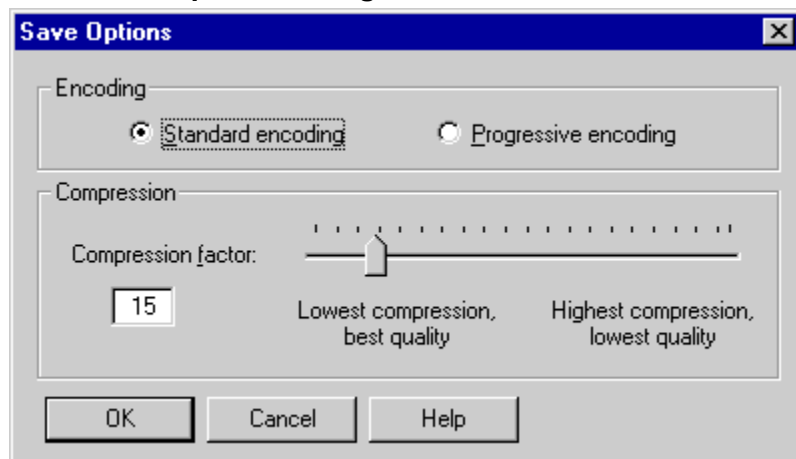 Save Options
Encoding
Standard encoding
Progressive encoding
Compression
Compression factor:
15
Lowest compression,
best quality
Highest compression,
lowest quality
OK
Cancel
Help